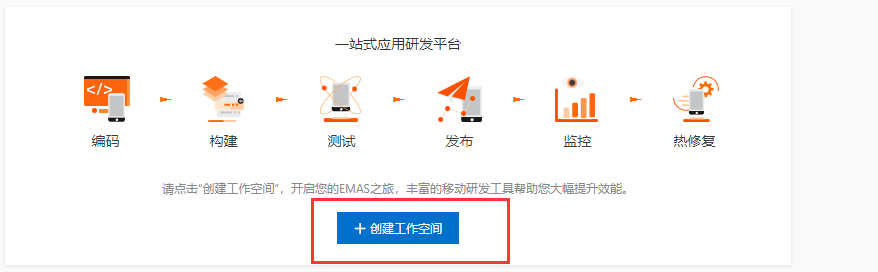 一站式应用研发平台
</>
编码 构建 测试 发布 监控 热修复
请点击“创建工作空间”，开启您的EMAS之旅，丰富的移动研发工具帮助您大幅提升效能。
+ 创建工作空间